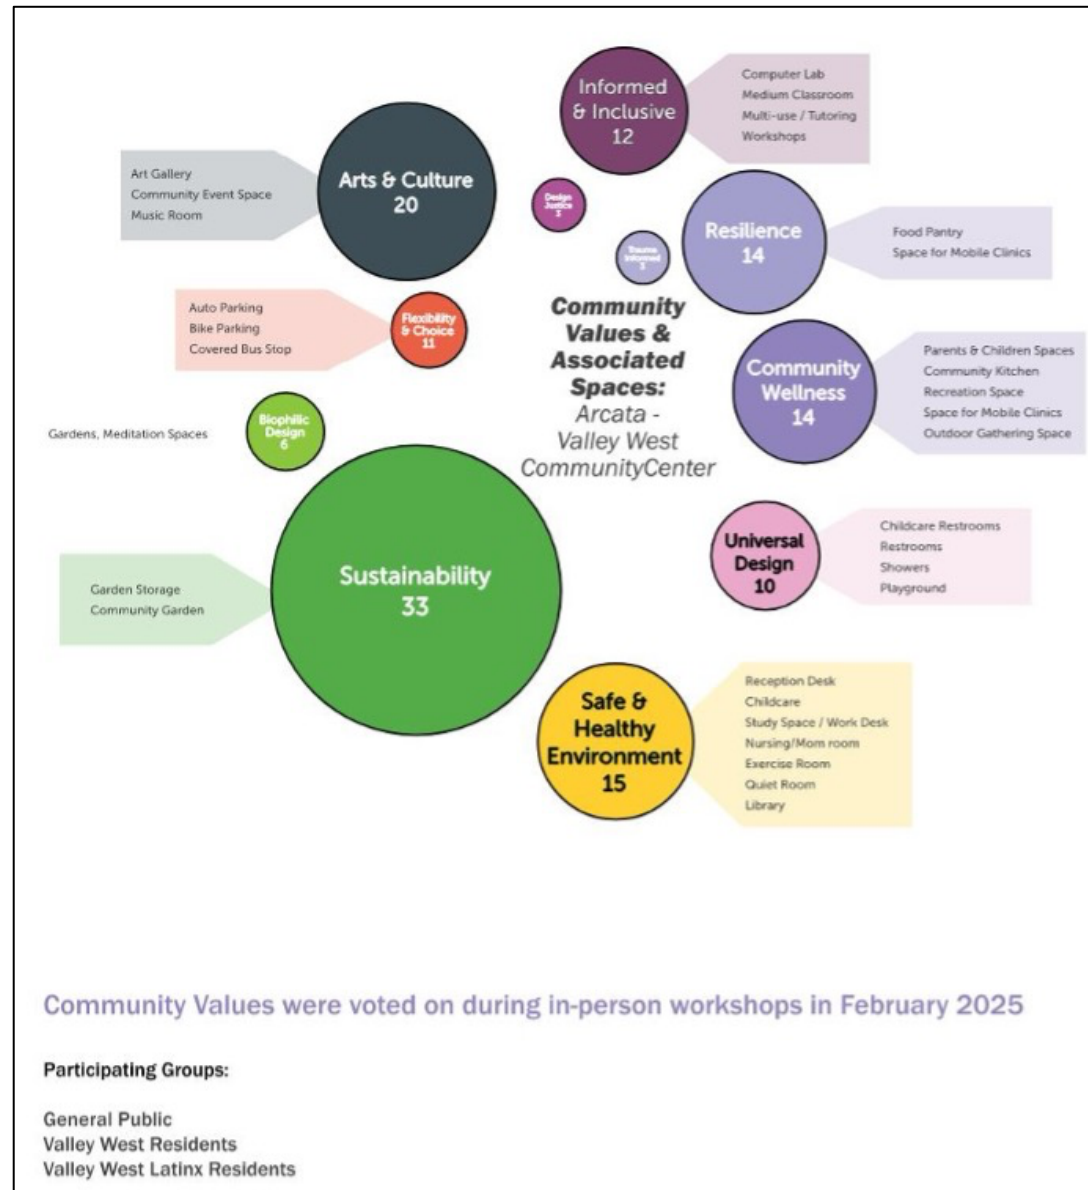 Informed
& Inclusive
12
Computer Lab
Medium Classroom
Multi-use / Tutoring
Workshops
Arts & Culture
20
Art Gallery
Community Event Space
Music Room
Design
Justice
3
Trauma
Informed
3
Resilience
14
Food Pantry
Space for Mobile Clinics
Flexibility
& Choice
11
Auto Parking
Bike Parking
Covered Bus Stop
Community
Values &
Associated
Spaces:
Arcata -
Valley West
CommunityCenter
Community
Wellness
14
Parents & Children Spaces
Community Kitchen
Recreation Space
Space for Mobile Clinics
Outdoor Gathering Space
Biophilic
Design
6
Gardens, Meditation Spaces
Sustainability
33
Garden Storage
Community Garden
Universal
Design
10
Childcare Restrooms
Restrooms
Showers
Playground
Safe &
Healthy
Environment
15
Reception Desk
Childcare
Study Space / Work Desk
Nursing/Mom room
Exercise Room
Quiet Room
Library
Community Values were voted on during in-person workshops in February 2025
Participating Groups:
General Public
Valley West Residents
Valley West Latinx Residents